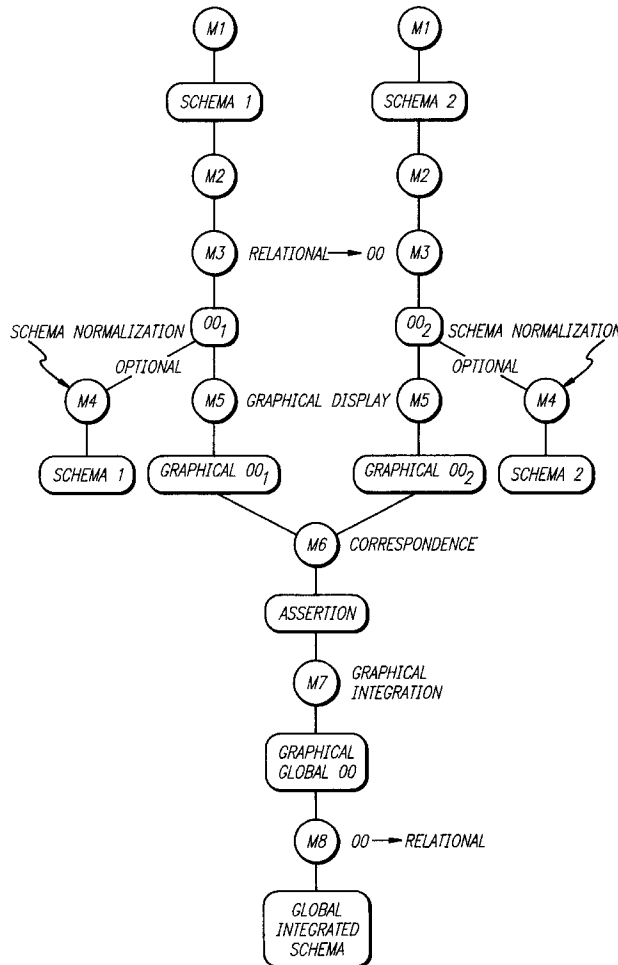 M1 M1
SCHEMA 1 SCHEMA 2
M2 M2
M3 RELATIONAL → OO M3
SCHEMA NORMALIZATION OO₁ OO₂ SCHEMA NORMALIZATION
OPTIONAL OPTIONAL
M4 M5 GRAPHICAL DISPLAY M5 M4
SCHEMA 1 GRAPHICAL OO₁ GRAPHICAL OO₂ SCHEMA 2
M6 CORRESPONDENCE
ASSERTION
M7 GRAPHICAL
INTEGRATION
GRAPHICAL
GLOBAL OO
M8 OO → RELATIONAL
GLOBAL
INTEGRATED
SCHEMA